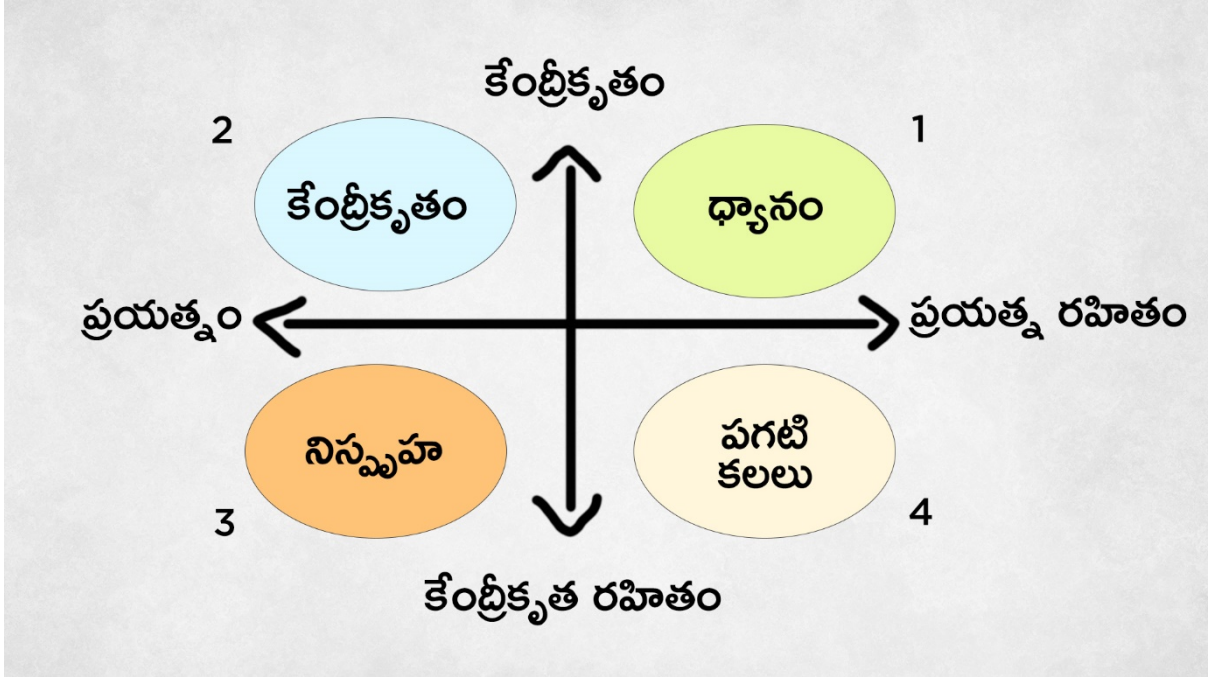 కేంద్రీకృతం
2
1
కేంద్రీకృతం
ధ్యానం
ప్రయత్నం
ప్రయత్న రహితం
నిస్పృహ
పగటి
కలలు
3
4
కేంద్రీకృత రహితం